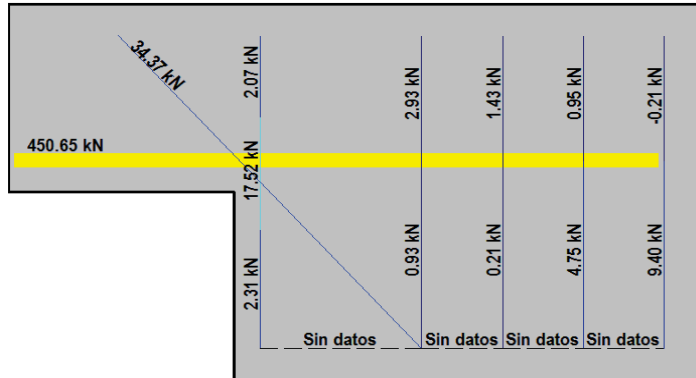 34.37 kN
2.07 kN
2.93 kN
1.43 kN
0.95 kN
-0.21 kN
450.65 kN
17.52 kN
2.31 kN
0.93 kN
0.21 kN
4.75 kN
9.40 kN
Sin datos
Sin datos
Sin datos
Sin datos